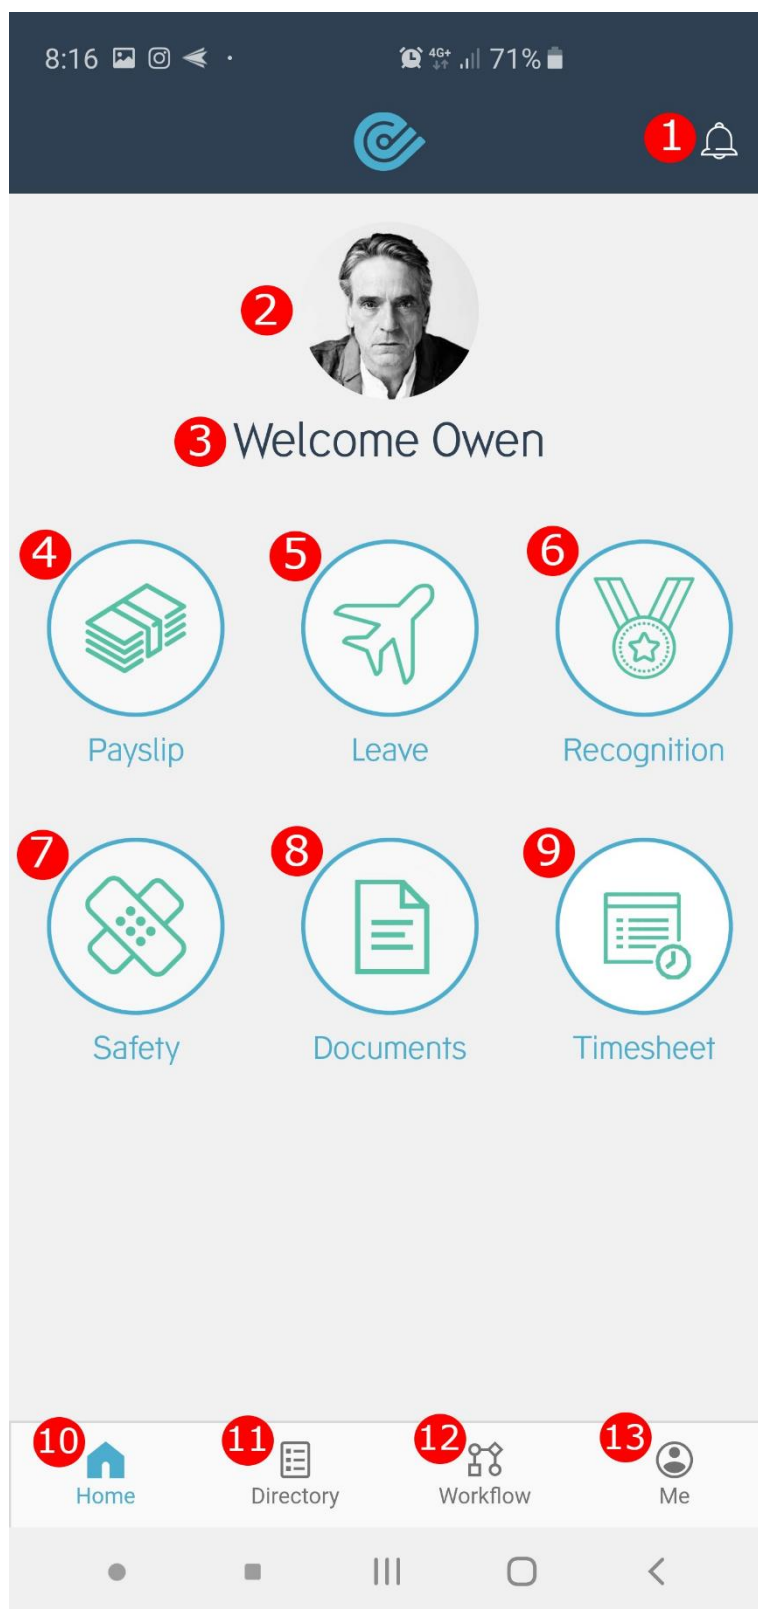 8:16 4G+ 71%
1
2
3 Welcome Owen
4 5 6
Payslip Leave Recognition
7 8 9
Safety Documents Timesheet
10 11 12 13
Home Directory Workflow Me